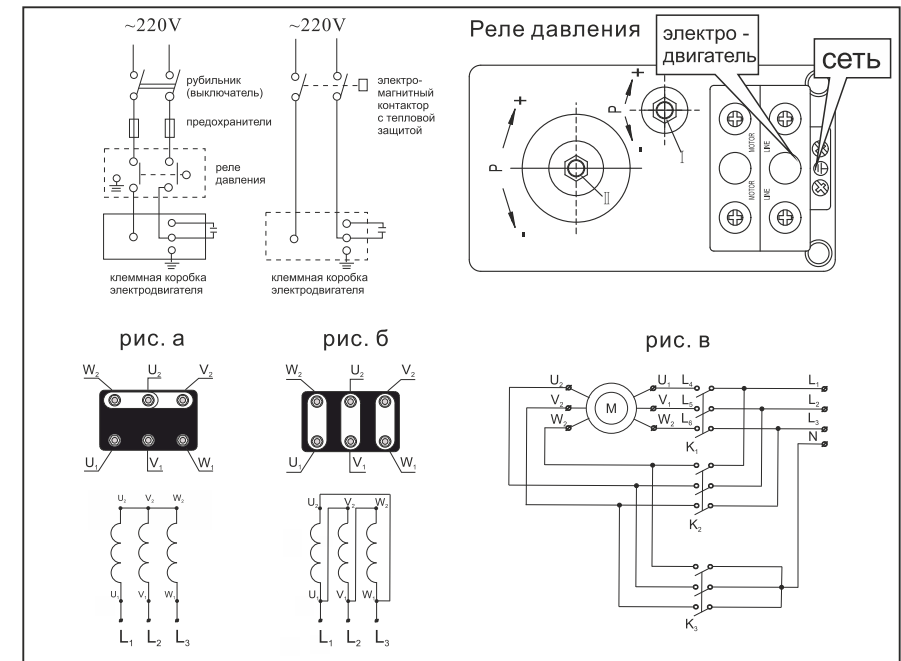 ~220V
~220V
рубильник
(выключатель)
предохранители
реле
давления
клеммная коробка
электродвигателя
электро-
магнитный
контактор
с тепловой
защитой
клеммная коробка
электродвигателя
Реле давления
электро -
двигатель
сеть
+
P
-
+
P
-
I
II
MOTOR
LINE
MOTOR
LINE
рис. а
W₂ U₂ V₂
U₁ V₁ W₁
V₂ W₂
U₁ V₁ W₁
L₁ L₂ L₃
рис. б
W₂ U₂ V₂
U₁ V₁ W₁
U₂ V₂ W₂
U₁ V₁ W₁
L₁ L₂ L₃
рис. в
U₂ U₁ L₄ L₁
V₂ M V₁ L₅ L₂
W₂ W₂ L₆ L₃
N
K₁
K₂
K₃